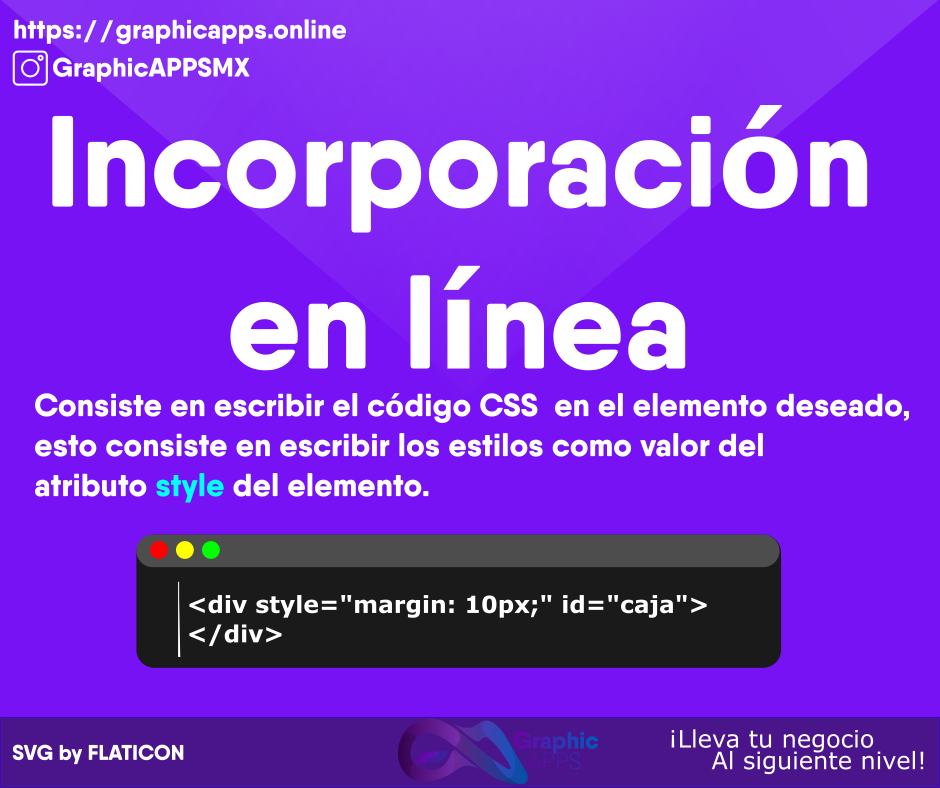 https://graphicapps.online
GraphicAPPSMX
Incorporación
en línea
Consiste en escribir el código CSS en el elemento deseado,
esto consiste en escribir los estilos como valor del
atributo style del elemento.
<div style="margin: 10px;" id="caja">
</div>
SVG by FLATICON
Graphic
APPS
¡Lleva tu negocio
Al siguiente nivel!